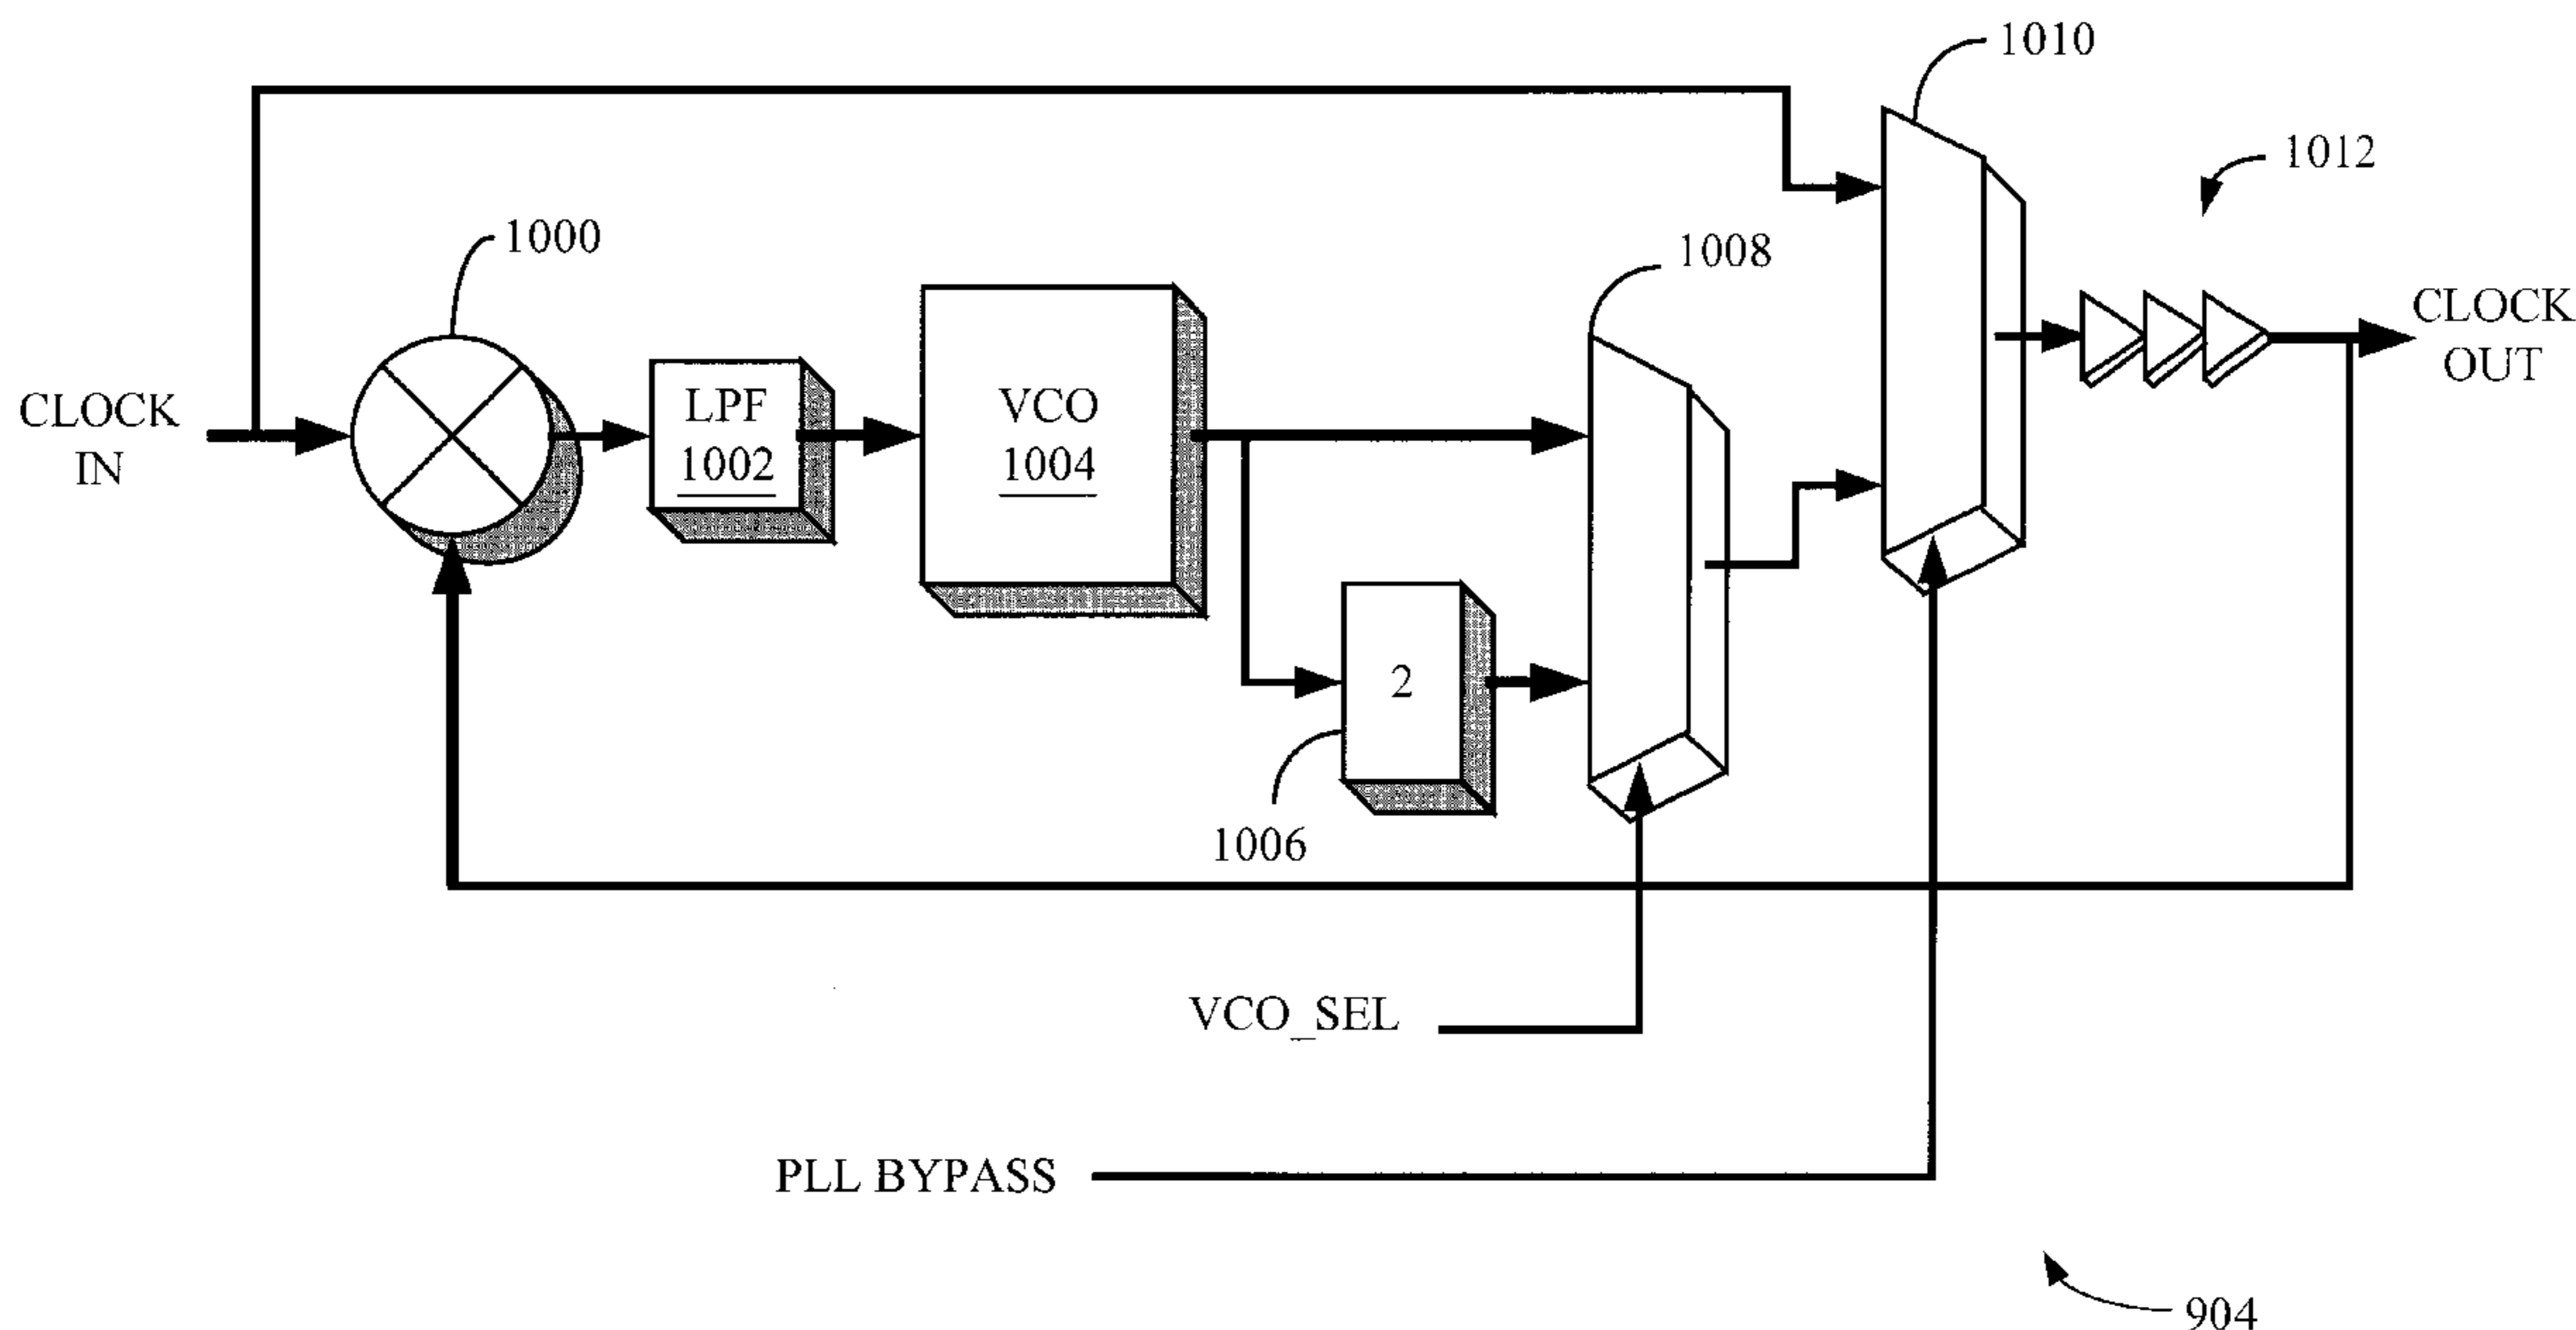 1010
1012
1000
1008
CLOCK
OUT
CLOCK
IN
LPF
1002
VCO
1004
2
1006
VCO_SEL
PLL BYPASS
904